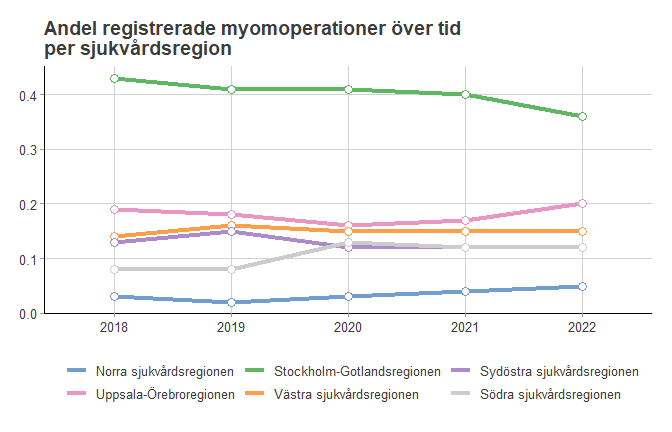 Andel registrerade myomoperationer över tid
per sjukvårdsregion
0.4
0.3
0.2
0.1
0.0
2018 2019 2020 2021 2022
Norra sjukvårdsregionen Stockholm-Gotlandsregionen Sydöstra sjukvårdsregionen
Uppsala-Örebroregionen Västra sjukvårdsregionen Södra sjukvårdsregionen